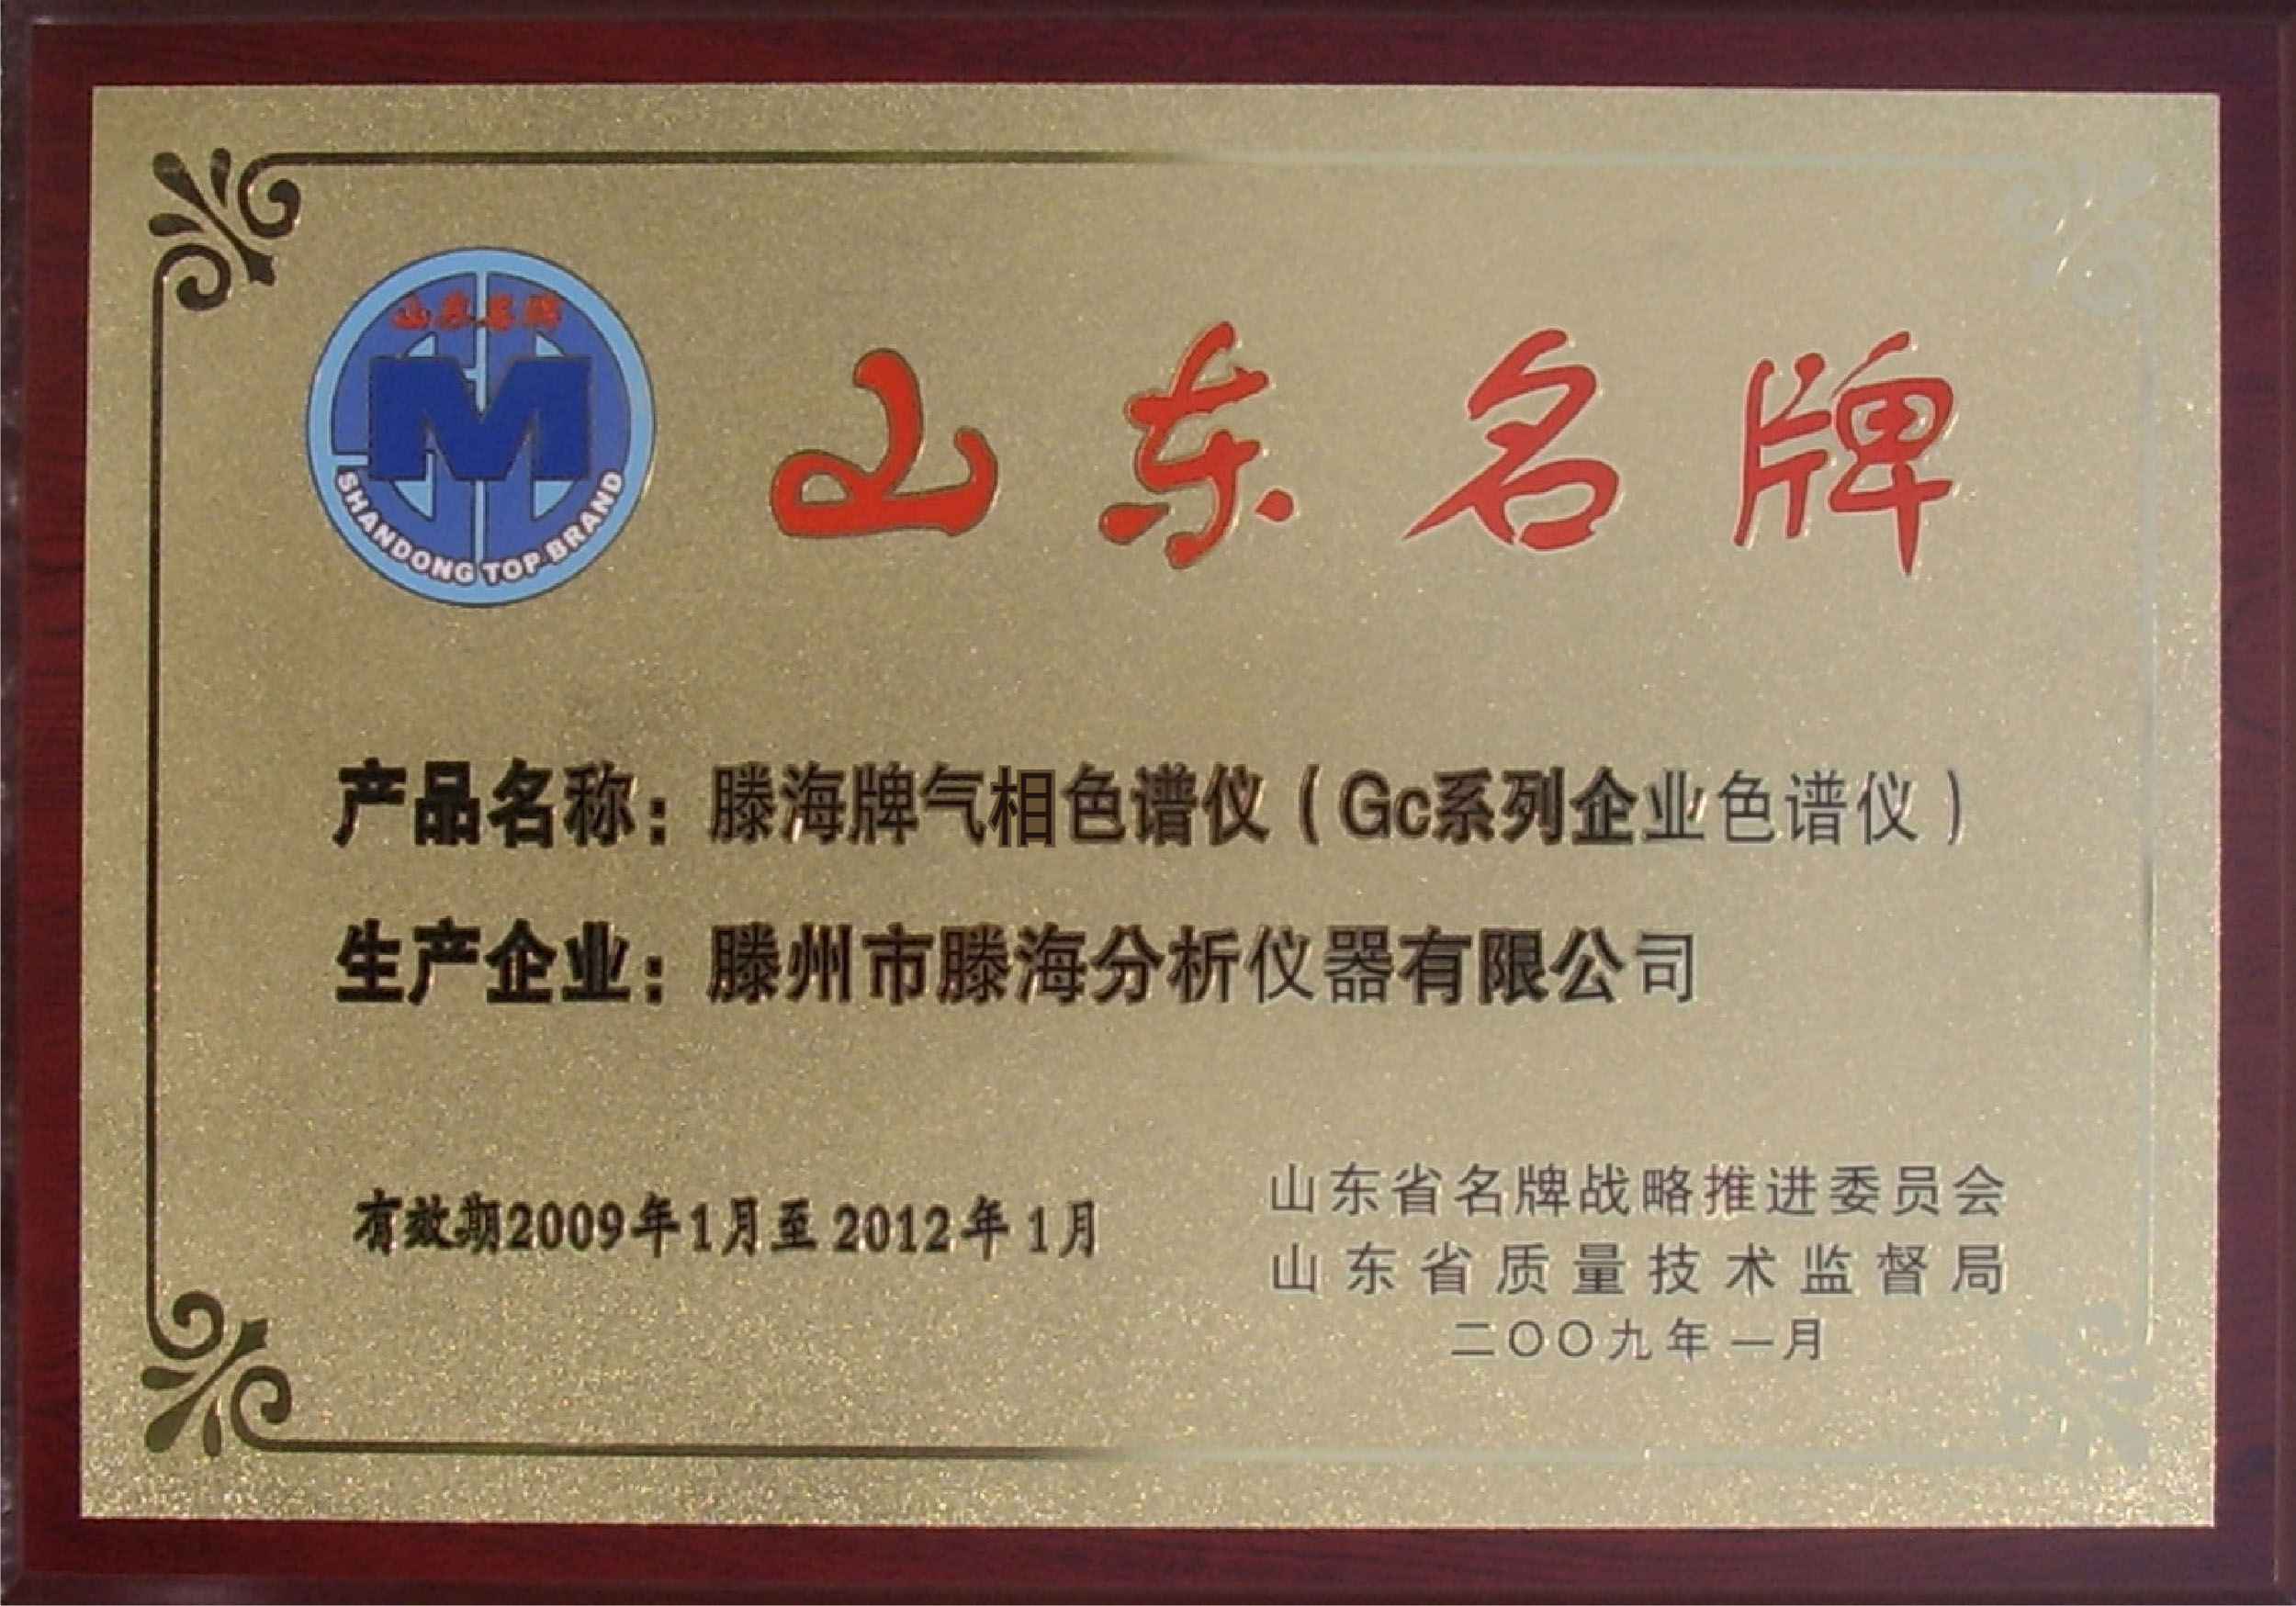 山东名牌
SHANDONG TOP BRAND
山东名牌
产品名称：滕海牌气相色谱仪（Gc系列企业色谱仪）
生产企业：滕州市滕海分析仪器有限公司
有效期2009年1月至2012年1月
山东省名牌战略推进委员会
山东省质量技术监督局
二〇〇九年一月